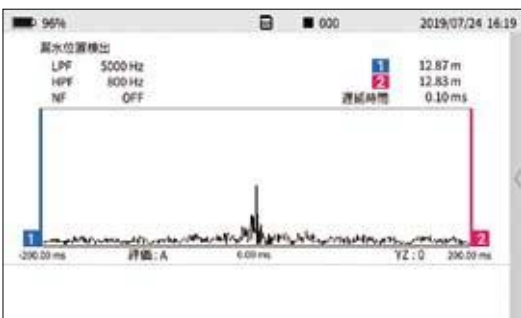 96% 000 2019/07/24 16:19
漏水位置検出
LPF 5000 Hz 1 12.87 m
HPF 800 Hz 2 12.83 m
NF OFF 遅延時間 0.10 ms
1 2
-200.00 ms 評価 : A 0.00 ms YZ : 0 200.00 ms